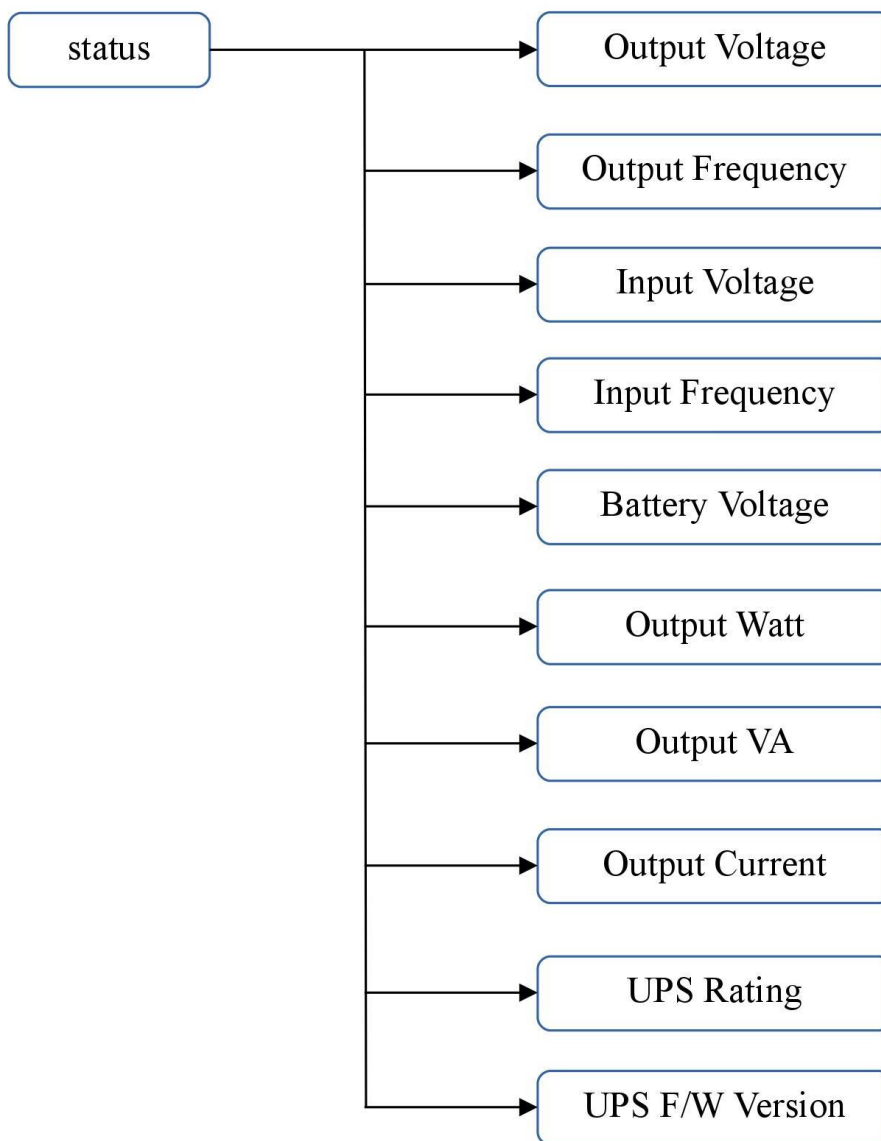 status
Output Voltage
Output Frequency
Input Voltage
Input Frequency
Battery Voltage
Output Watt
Output VA
Output Current
UPS Rating
UPS F/W Version